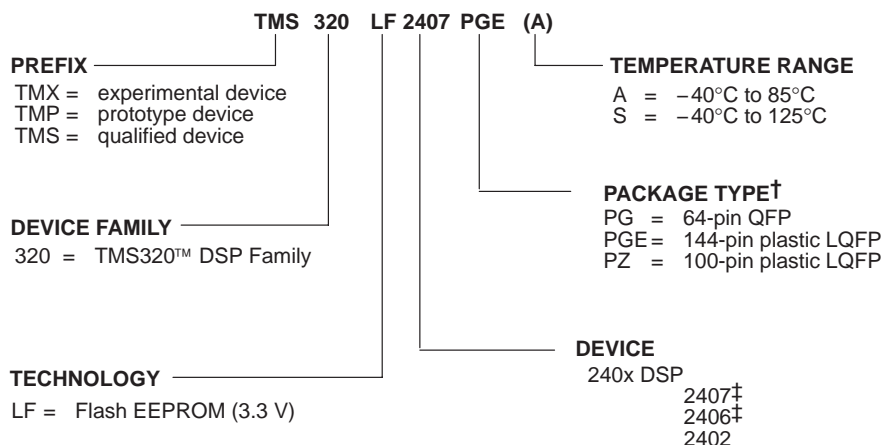 TMS 320 LF 2407 PGE (A)
PREFIX
TMX = experimental device
TMP = prototype device
TMS = qualified device
TEMPERATURE RANGE
A = –40°C to 85°C
S = –40°C to 125°C
PACKAGE TYPE†
PG = 64-pin QFP
PGE = 144-pin plastic LQFP
PZ = 100-pin plastic LQFP
DEVICE FAMILY
320 = TMS320™ DSP Family
TECHNOLOGY
LF = Flash EEPROM (3.3 V)
DEVICE
240x DSP
2407‡
2406‡
2402